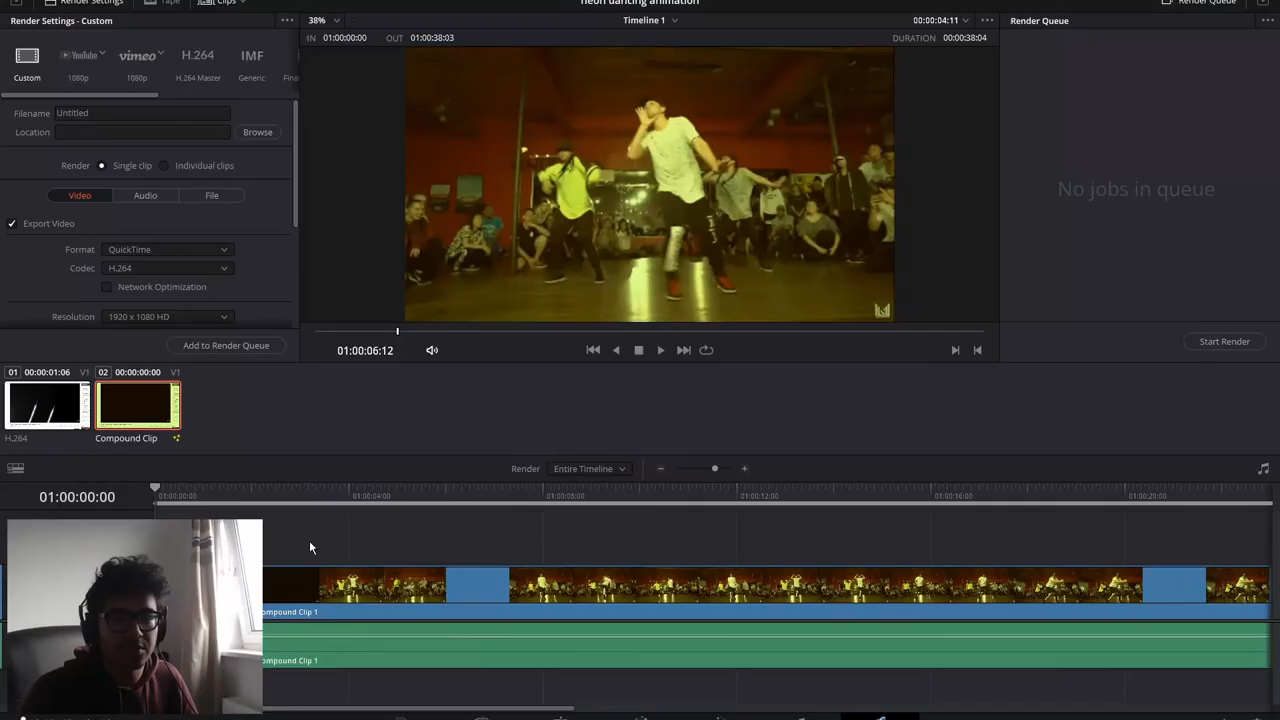 Render Settings
Tape
Clips
neon dancing animation
Render Queue
Render Settings - Custom
38%
Timeline 1
00:00:04:11
Render Queue
IN 01:00:00:00 OUT 01:00:38:03
DURATION 00:00:38:04
YouTube
vimeo
H.264
IMF
Custom
1080p
1080p
H.264 Master
Generic
Fina
Filename Untitled
Location
Browse
Render Single clip Individual clips
Video Audio File
Export Video
Format QuickTime
Codec H.264
Network Optimization
Resolution 1920 x 1080 HD
Add to Render Queue
No jobs in queue
01:00:06:12
Start Render
01 00:00:01:06 V1
02 00:00:00:00 V1
H.264
Compound Clip
Render Entire Timeline
01:00:00:00
01:00:00:00
01:00:04:00
01:00:08:00
01:00:12:00
01:00:16:00
01:00:20:00
ompound Clip 1
ompound Clip 1